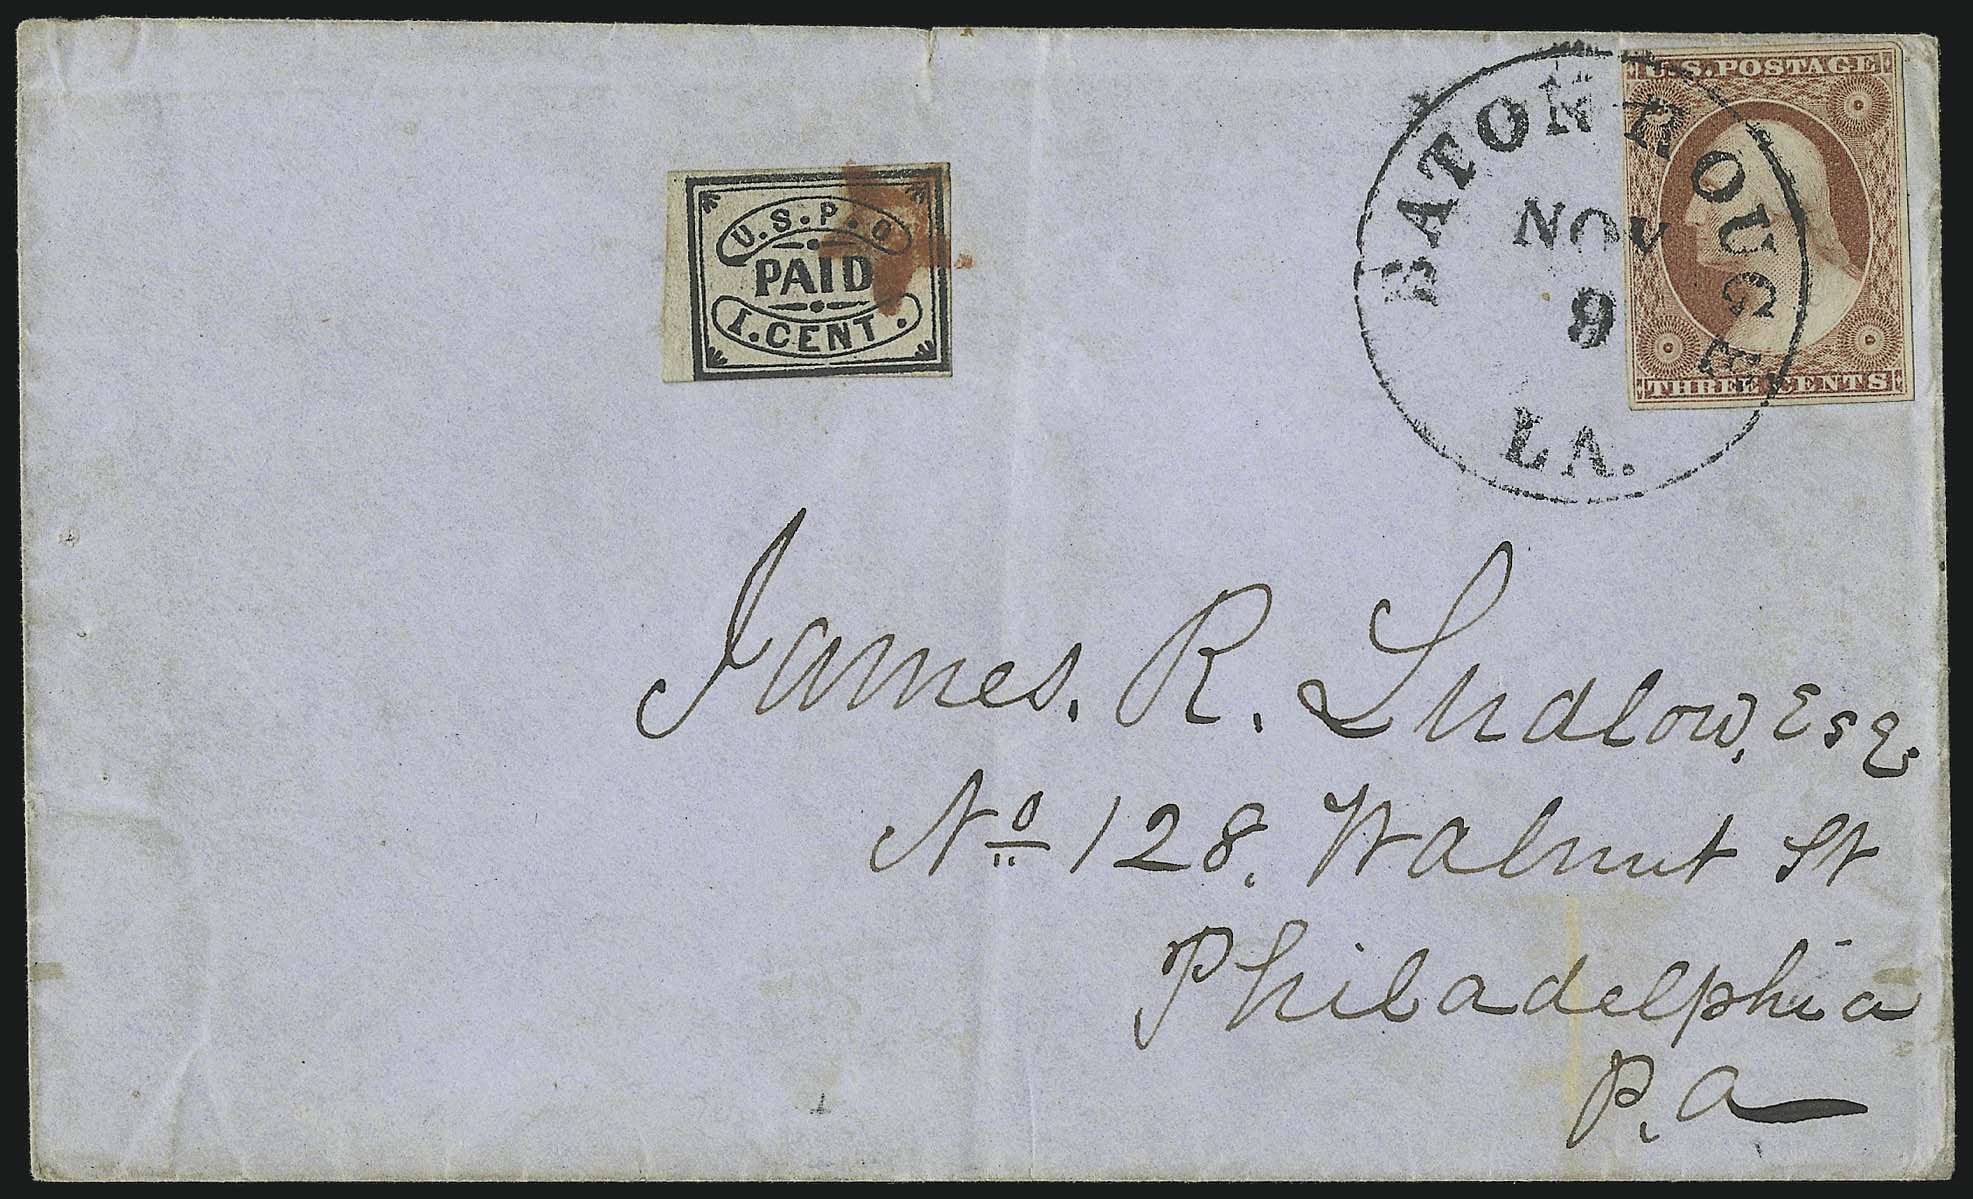 U.S.P.O
PAID
1.CENT.
BATON ROUGE
NOV
9
LA.
U.S. POSTAGE
THREE CENTS
James. R. Ludlow, Esq.
No 128. Walnut St
Philadelphia
P.a